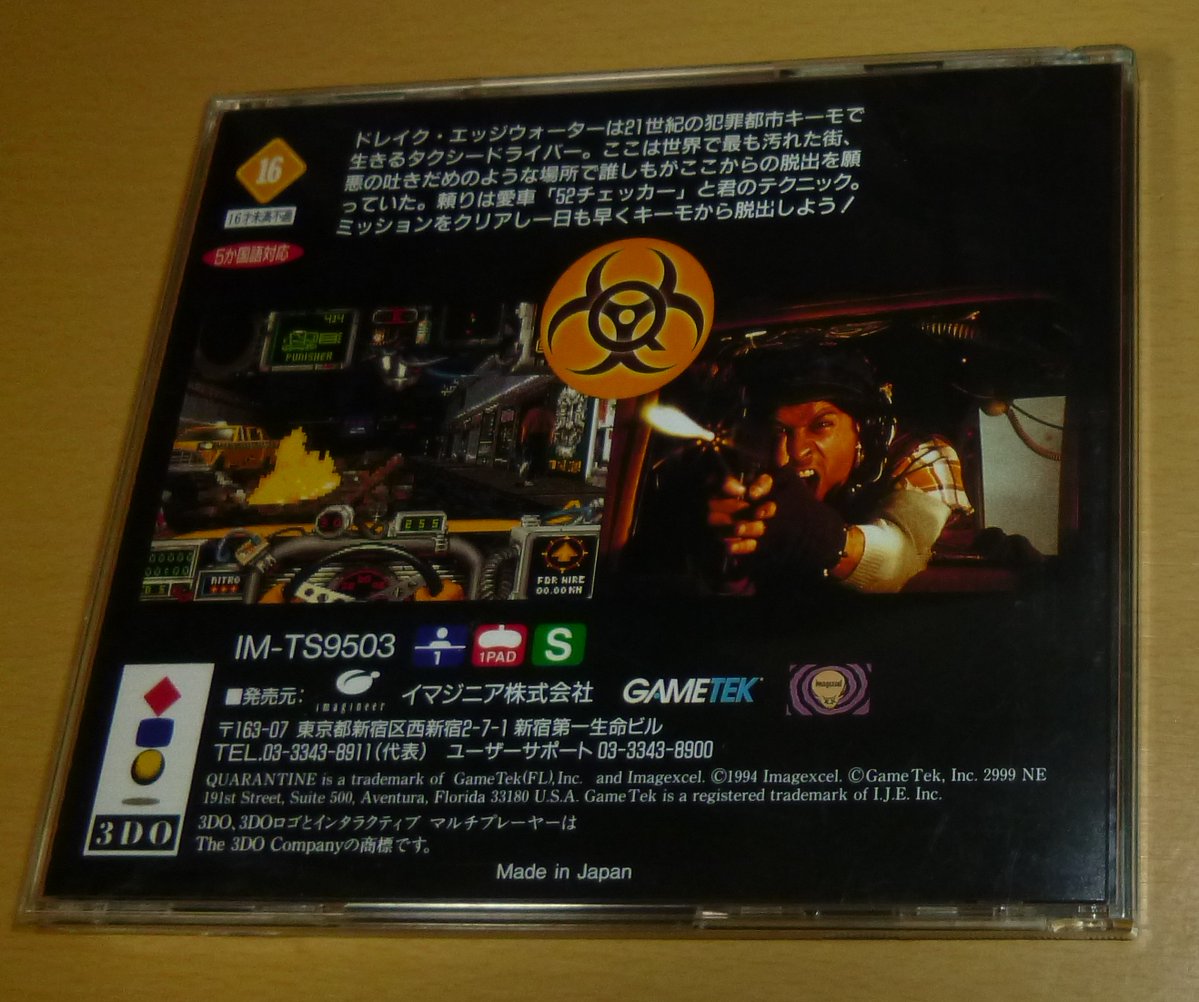 16
16才未満不適
5か国語対応
ドレイク・エッジウォーターは21世紀の犯罪都市キーモで
生きるタクシードライバー。ここは世界で最も汚れた街、
悪の吐きだめのような場所で誰しもがここからの脱出を願
っていた。頼りは愛車「52チェッカー」と君のテクニック。
ミッションをクリアし一日も早くキーモから脱出しよう!
434
PUNISHER
255
NITRO
FOR HIRE
00.00 KM
IM-TS9503
1
1PAD
S
■発売元:
imagineer
イマジニア株式会社
GAMETEK
imagexcel
〒163-07 東京都新宿区西新宿2-7-1 新宿第一生命ビル
TEL.03-3343-8911(代表) ユーザーサポート 03-3343-8900
QUARANTINE is a trademark of GameTek(FL), Inc. and Imagexcel. ©1994 Imagexcel. ©GameTek, Inc. 2999 NE
191st Street, Suite 500, Aventura, Florida 33180 U.S.A. GameTek is a registered trademark of I.J.E. Inc.
3DO
3DO、3DOロゴとインタラクティブ マルチプレーヤーは
The 3DO Companyの商標です。
Made in Japan